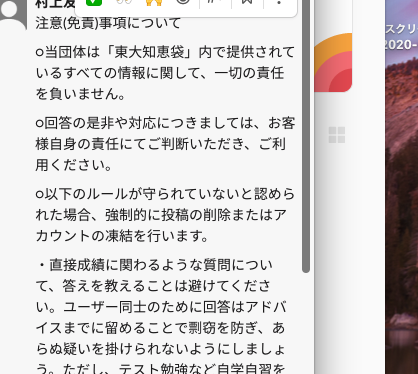 村上友
注意(免責)事項について
○当団体は「東大知恵袋」内で提供されて
いるすべての情報に関して、一切の責任
を負いません。
○回答の是非や対応につきましては、お客
様自身の責任にてご判断いただき、ご利
用ください。
○以下のルールが守られていないと認めら
れた場合、強制的に投稿の削除またはア
カウントの凍結を行います。
・直接成績に関わるような質問につい
て、答えを教えることは避けてくださ
い。ユーザー同士のために回答はアドバ
イスまでに留めることで剽窃を防ぎ、あ
らぬ疑いを掛けられないようにしましょ
う。ただし、テスト勉強など自学自習を
スクリ
2020-